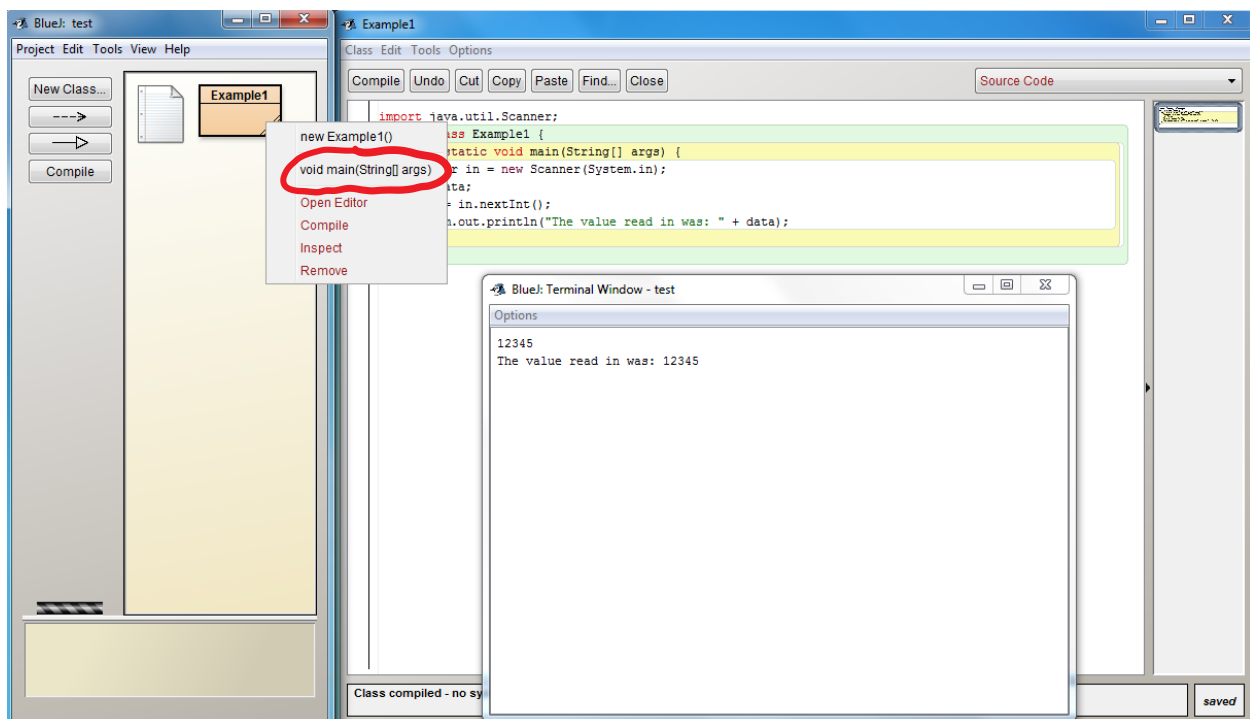 BlueJ: test
Project Edit Tools View Help
New Class...
Compile
Example1
new Example1()
void main(String[] args)
Open Editor
Compile
Inspect
Remove
Example1
Class Edit Tools Options
Compile Undo Cut Copy Paste Find... Close
Source Code
import java.util.Scanner;
Example1 {
static void main(String[] args) {
in = new Scanner(System.in);
= in.nextInt();
.out.println("The value read in was: " + data);
BlueJ: Terminal Window - test
Options
12345
The value read in was: 12345
Class compiled - no sy
saved